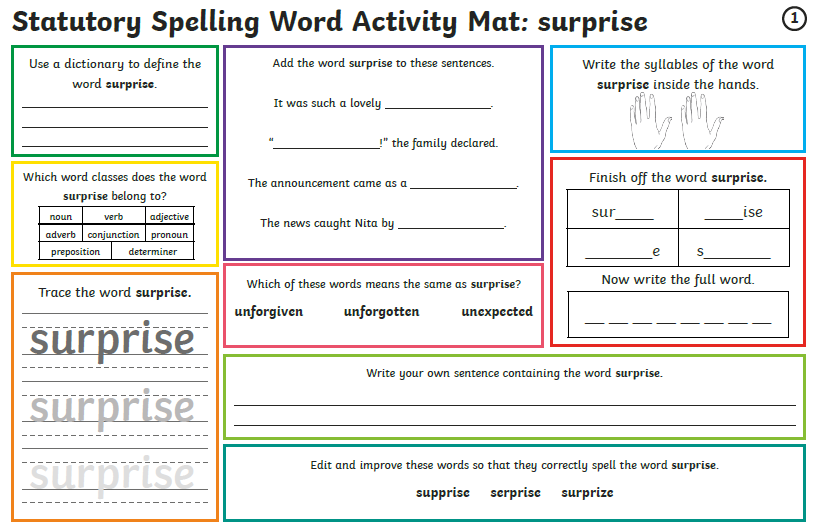 Statutory Spelling Word Activity Mat: surprise
1
Use a dictionary to define the
word surprise.
Which word classes does the word
surprise belong to?
noun verb adjective
adverb conjunction pronoun
preposition determiner
Trace the word surprise.
surprise
surprise
surprise
Add the word surprise to these sentences.
It was such a lovely ________________.
“________________!” the family declared.
The announcement came as a ________________.
The news caught Nita by ________________.
Which of these words means the same as surprise?
unforgiven unforgotten unexpected
Write the syllables of the word
surprise inside the hands.
Finish off the word surprise.
sur_____ _____ise
_________e s_________
Now write the full word.
__ __ __ __ __ __ __ __
Write your own sentence containing the word surprise.
Edit and improve these words so that they correctly spell the word surprise.
supprise serprise surprize